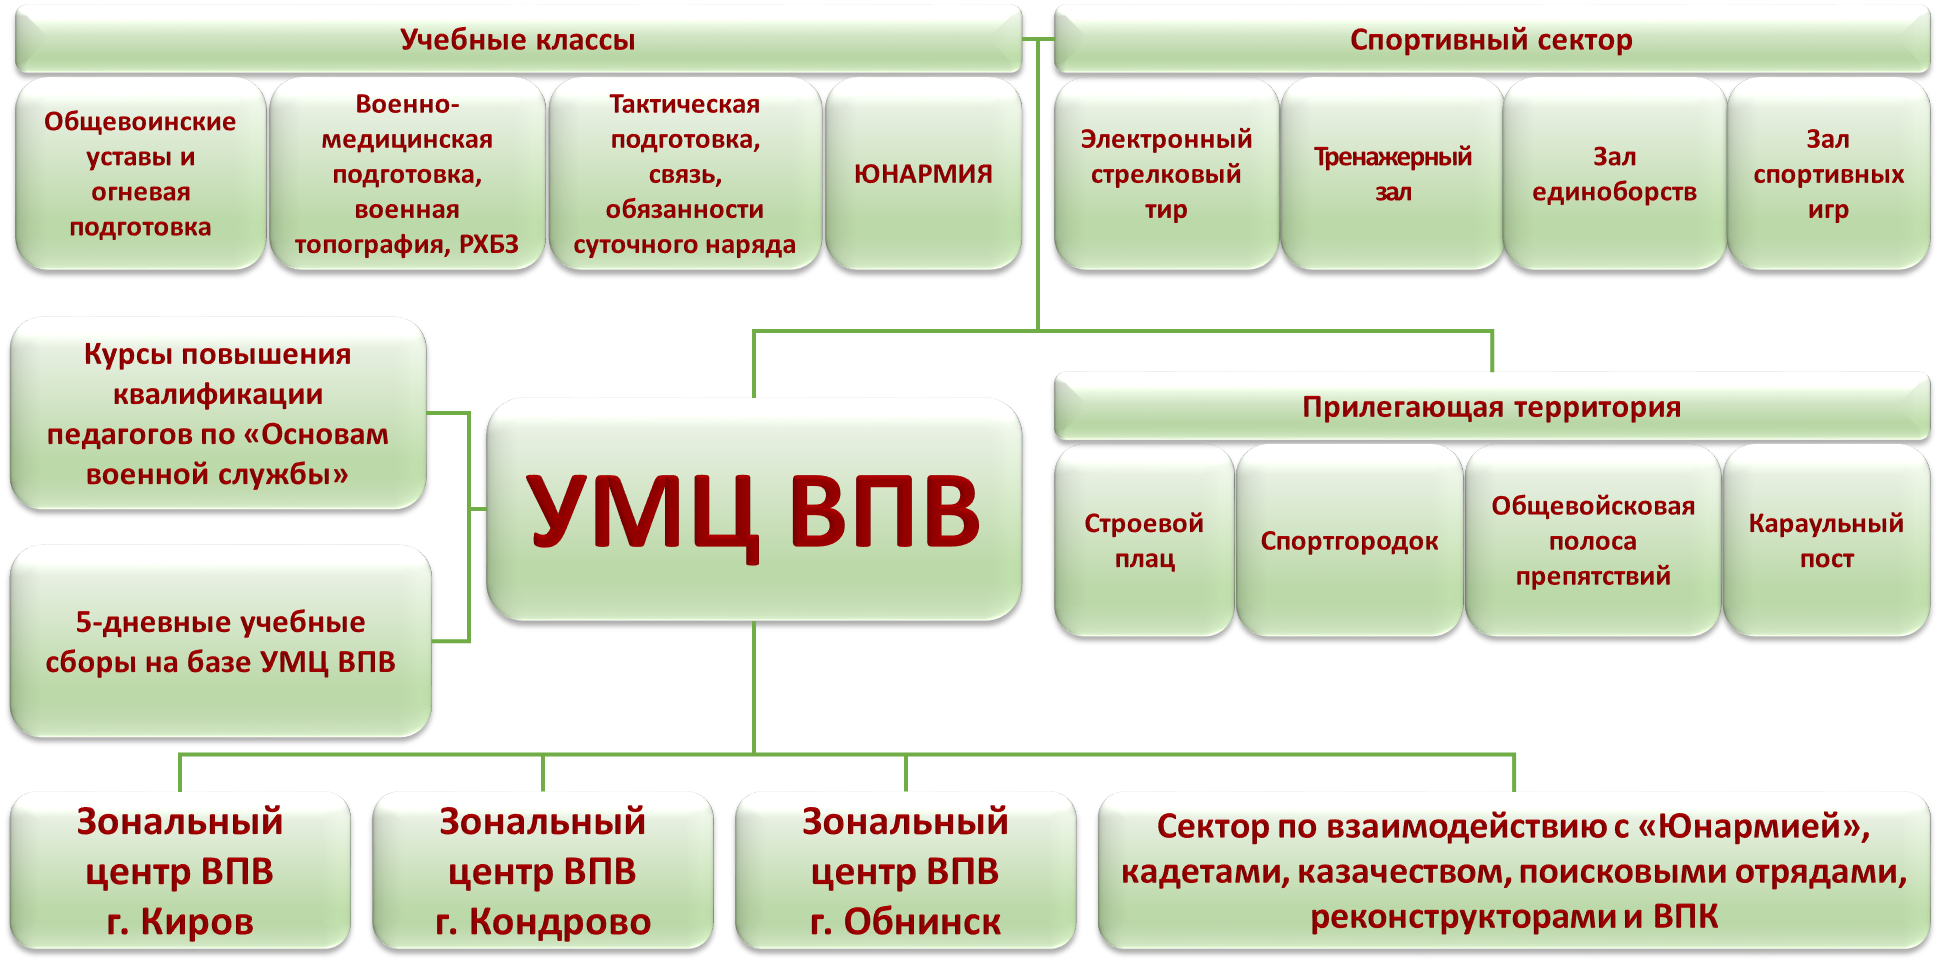 Учебные классы
Общевоинские
уставы и
огневая
подготовка
Военно-
медицинская
подготовка,
военная
топография, РХБЗ
Тактическая
подготовка,
связь,
обязанности
суточного наряда
ЮНАРМИЯ
Спортивный сектор
Электронный
стрелковый
тир
Тренажерный
зал
Зал
единоборств
Зал
спортивных
игр
Курсы повышения
квалификации
педагогов по «Основам
военной службы»
5-дневные учебные
сборы на базе УМЦ ВПВ
УМЦ ВПВ
Прилегающая территория
Строевой
плац
Спортгородок
Общевойсковая
полоса
препятствий
Караульный
пост
Зональный
центр ВПВ
г. Киров
Зональный
центр ВПВ
г. Кондрово
Зональный
центр ВПВ
г. Обнинск
Сектор по взаимодействию с «Юнармией»,
кадетами, казачеством, поисковыми отрядами,
реконструкторами и ВПК